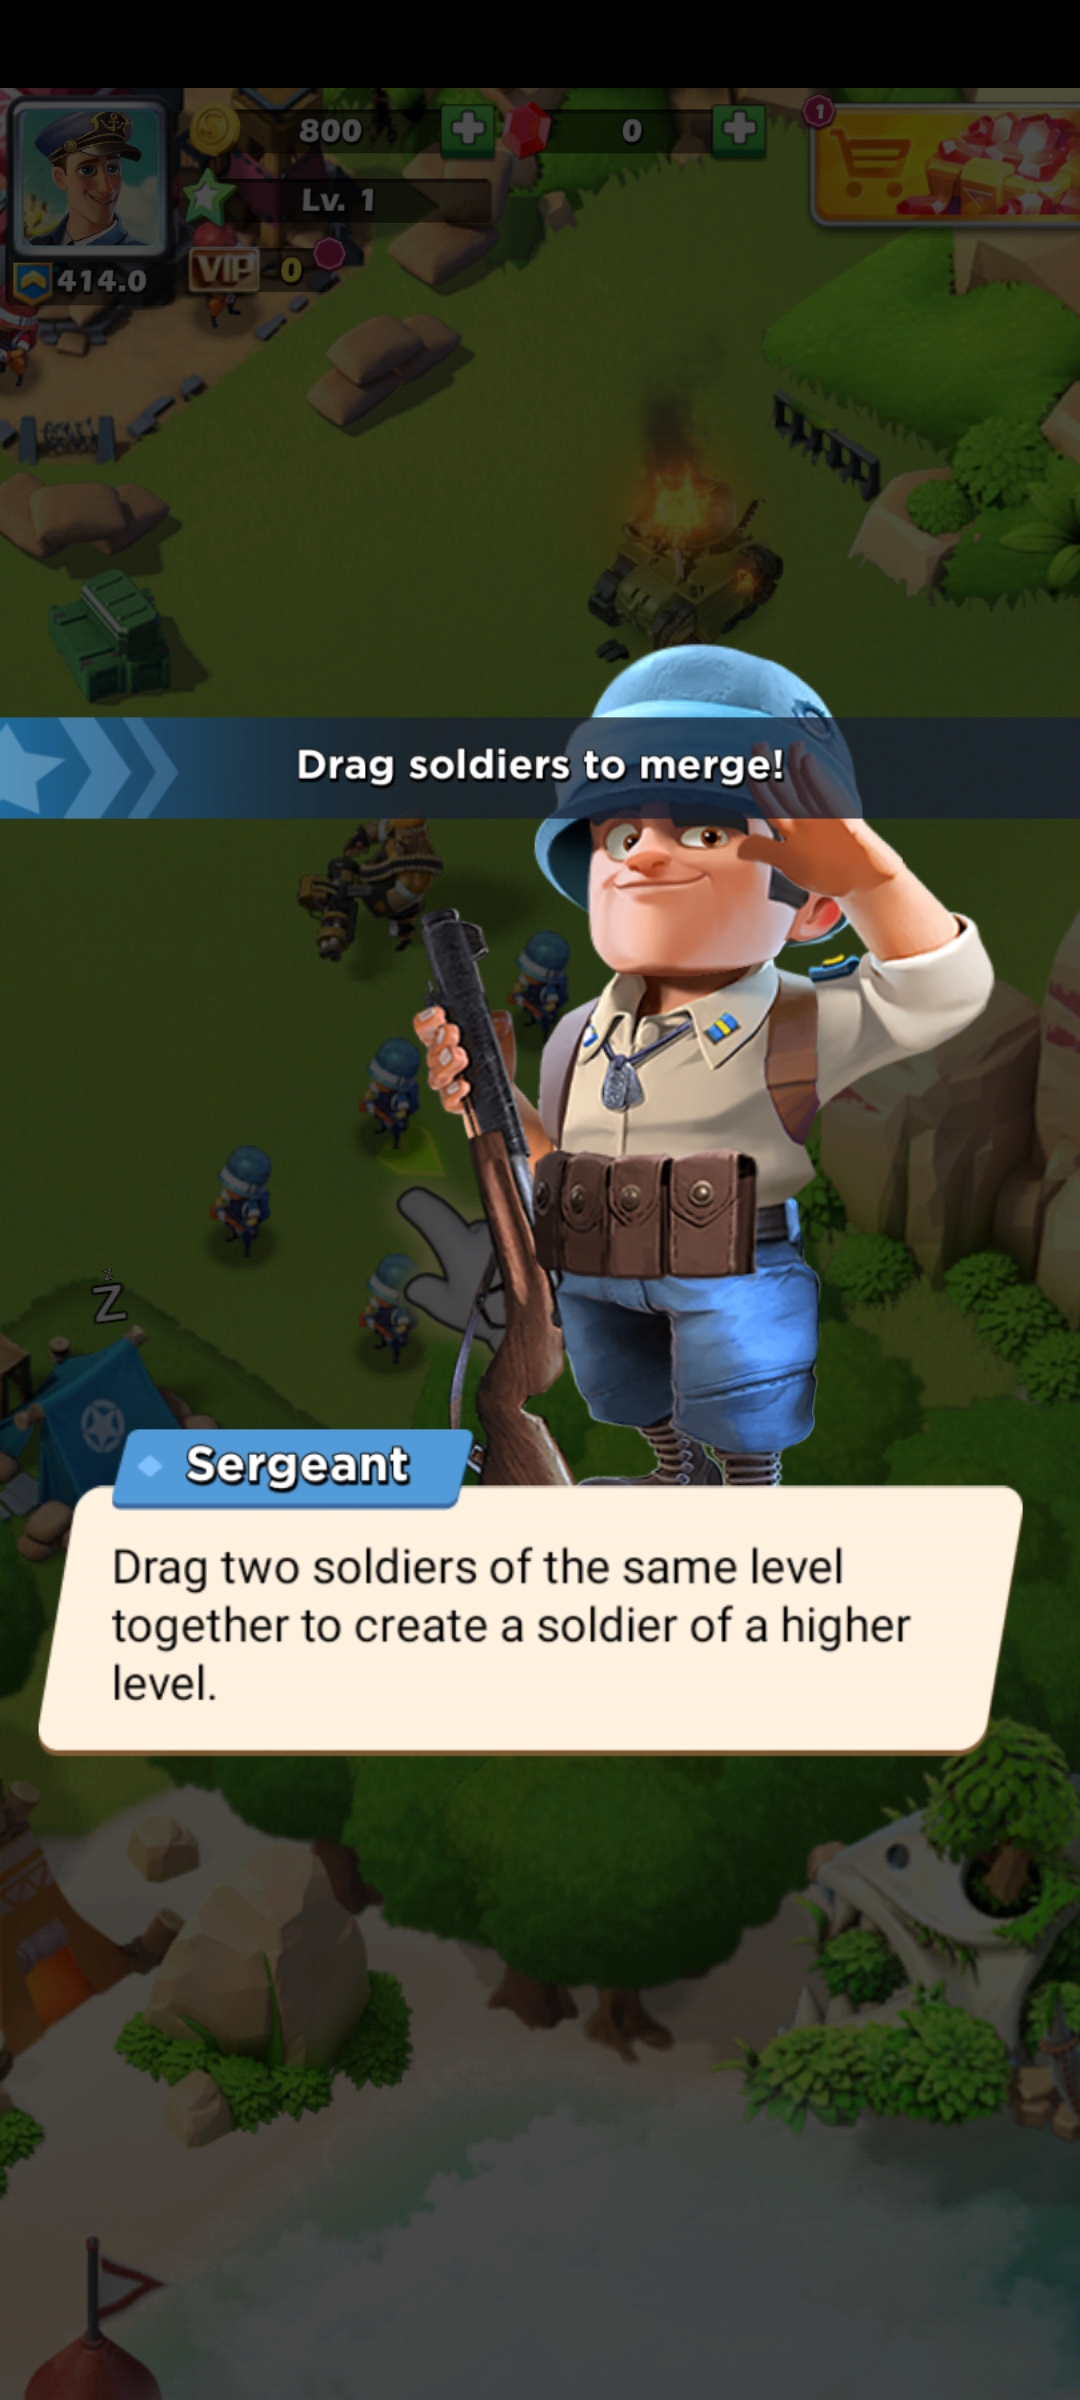 800
0
1
Lv. 1
414.0
VIP 0
Drag soldiers to merge!
z
Z
Sergeant
Drag two soldiers of the same level
together to create a soldier of a higher
level.